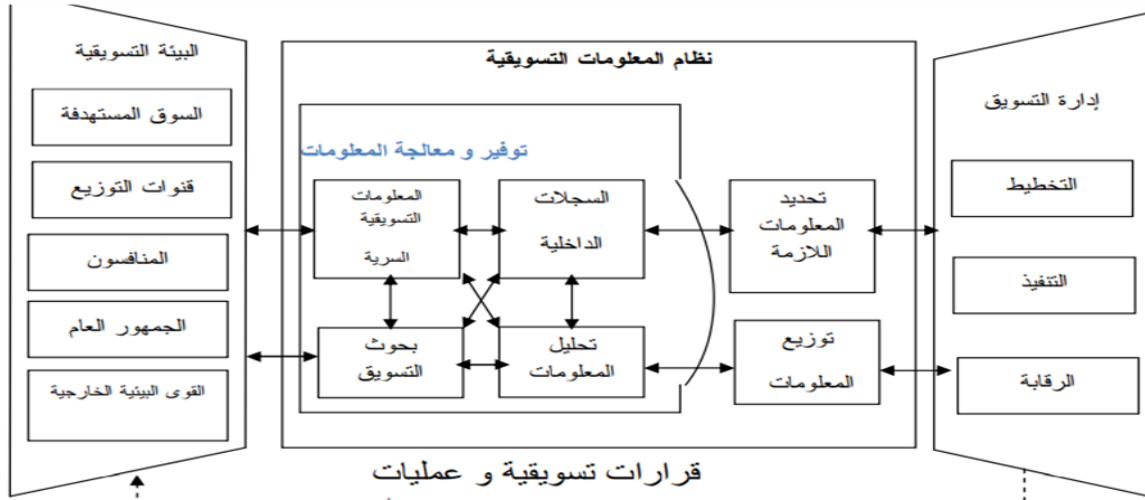 نظام المعلومات التسويقية
إدارة التسويق
التخطيط
التنفيذ
الرقابة
تحديد
المعلومات
اللازمة
توزيع
المعلومات
توفير و معالجة المعلومات
السجلات
الداخلية
المعلومات
التسويقية
السرية
تحليل
المعلومات
بحوث
التسويق
البيئة التسويقية
السوق المستهدفة
قنوات التوزيع
المنافسون
الجمهور العام
القوى البيئية الخارجية
قرارات تسويقية و عمليات